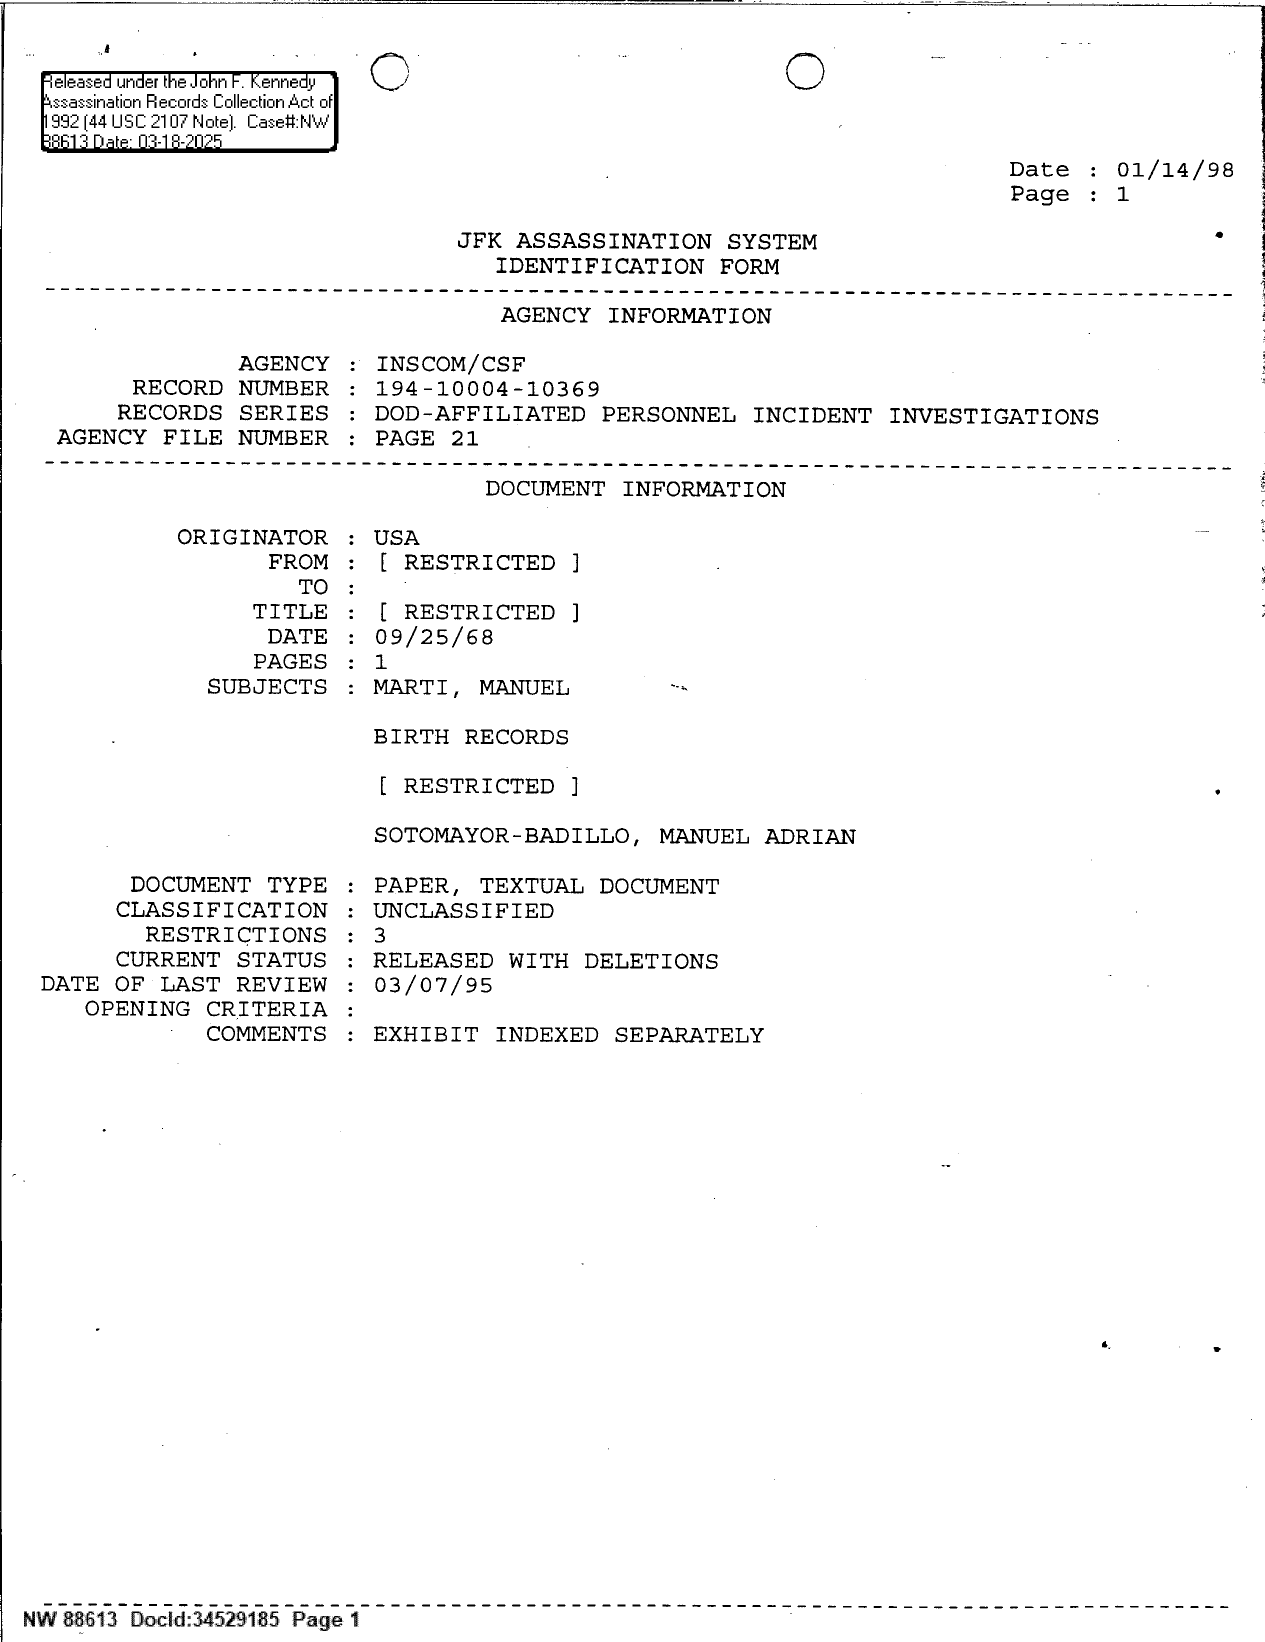 Released under the John F. Kennedy
Assassination Records Collection Act of
1992 (44 USC 2107 Note). Case#:NW
88613 Date: 03-18-2025
Date : 01/14/98
Page : 1
JFK ASSASSINATION SYSTEM
IDENTIFICATION FORM
AGENCY INFORMATION
AGENCY : INSCOM/CSF
RECORD NUMBER : 194-10004-10369
RECORDS SERIES : DOD-AFFILIATED PERSONNEL INCIDENT INVESTIGATIONS
AGENCY FILE NUMBER : PAGE 21
DOCUMENT INFORMATION
ORIGINATOR : USA
FROM : [ RESTRICTED ]
TO :
TITLE : [ RESTRICTED ]
DATE : 09/25/68
PAGES : 1
SUBJECTS : MARTI, MANUEL
BIRTH RECORDS
[ RESTRICTED ]
SOTOMAYOR-BADILLO, MANUEL ADRIAN
DOCUMENT TYPE : PAPER, TEXTUAL DOCUMENT
CLASSIFICATION : UNCLASSIFIED
RESTRICTIONS : 3
CURRENT STATUS : RELEASED WITH DELETIONS
DATE OF LAST REVIEW : 03/07/95
OPENING CRITERIA :
COMMENTS : EXHIBIT INDEXED SEPARATELY
NW 88613 DocId:34529185 Page 1